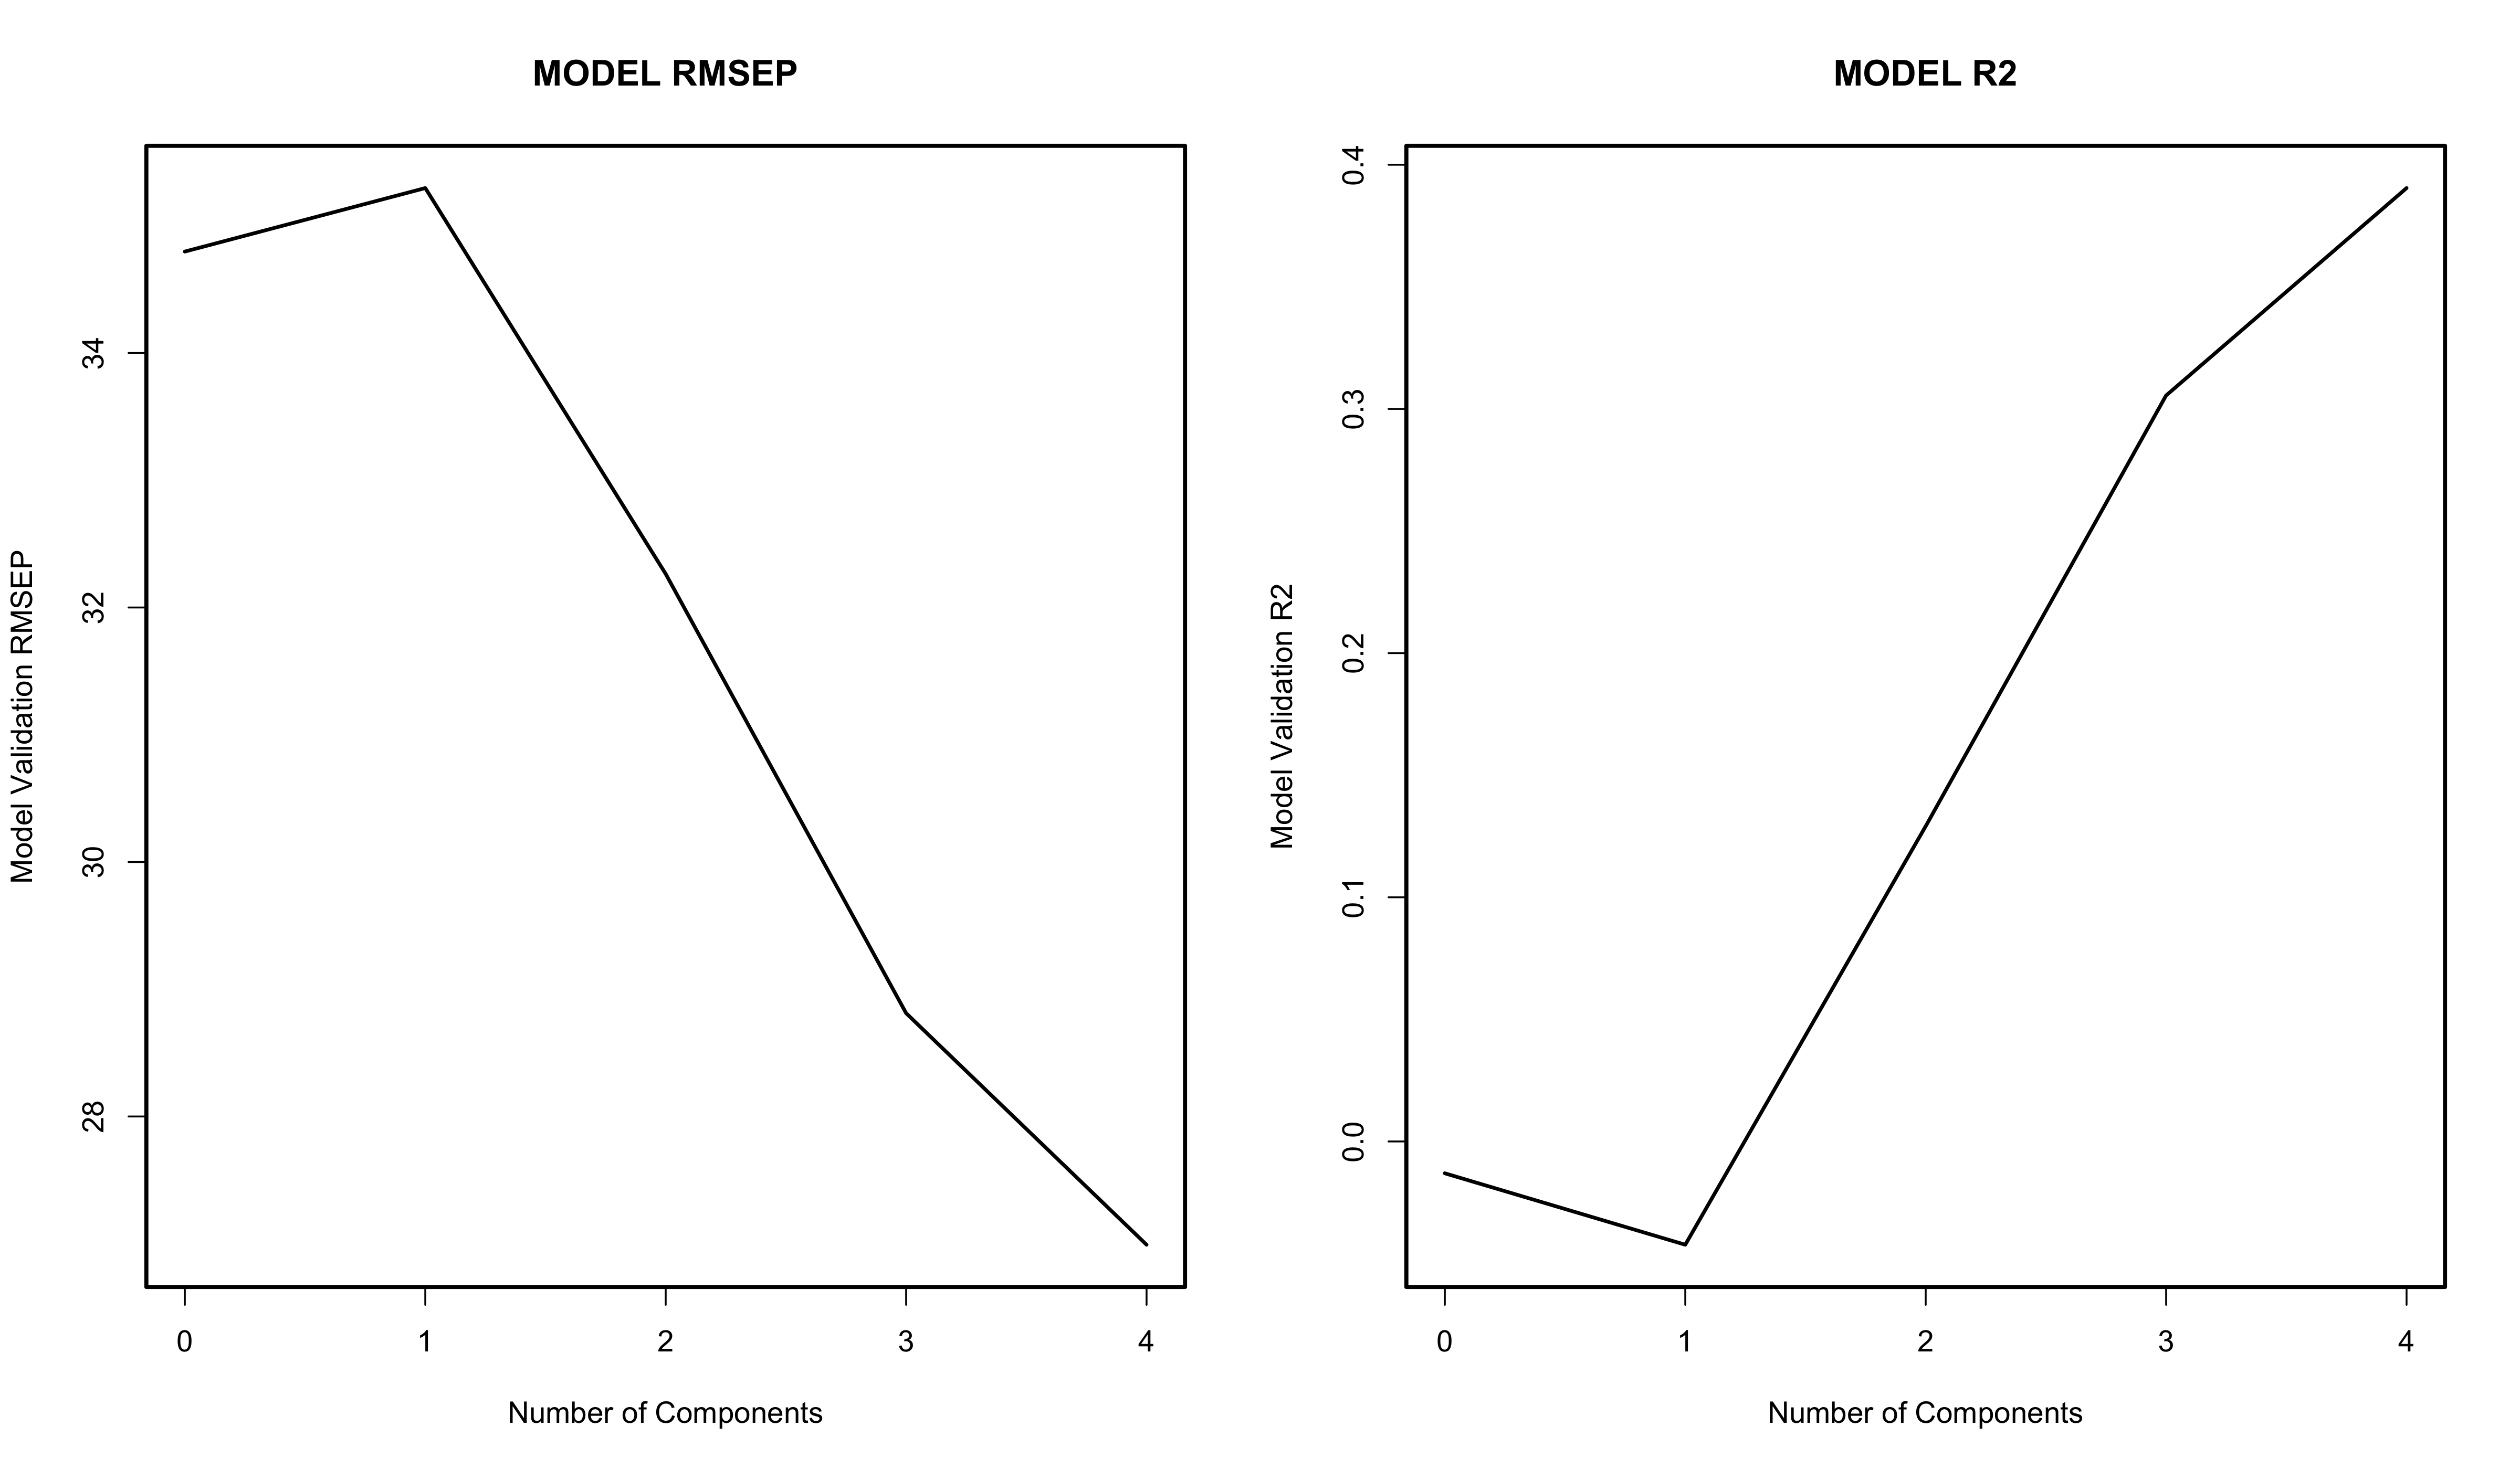 MODEL RMSEP
Model Validation RMSEP
34
32
30
28
0 1 2 3 4
Number of Components
MODEL R2
Model Validation R2
0.4
0.3
0.2
0.1
0.0
0 1 2 3 4
Number of Components